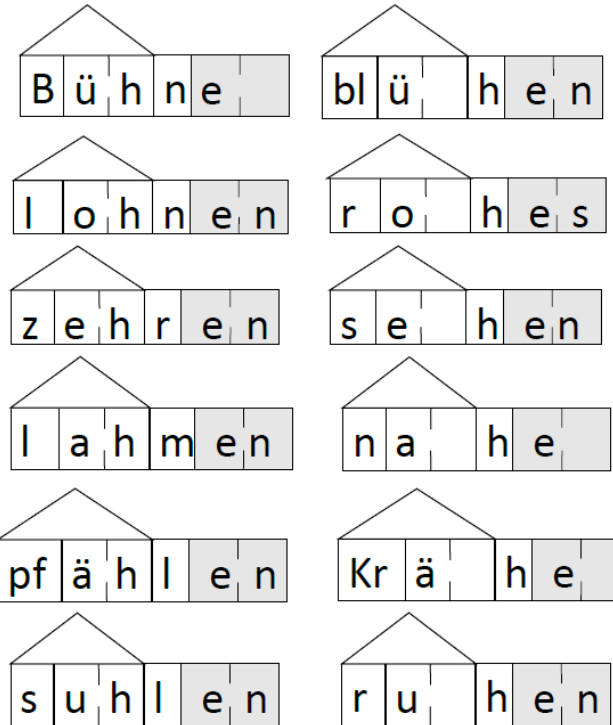 Bühne blühen
lohnen rohes
zehren sehen
lahmen nahe
pfählen Krähe
suhlen ruhen